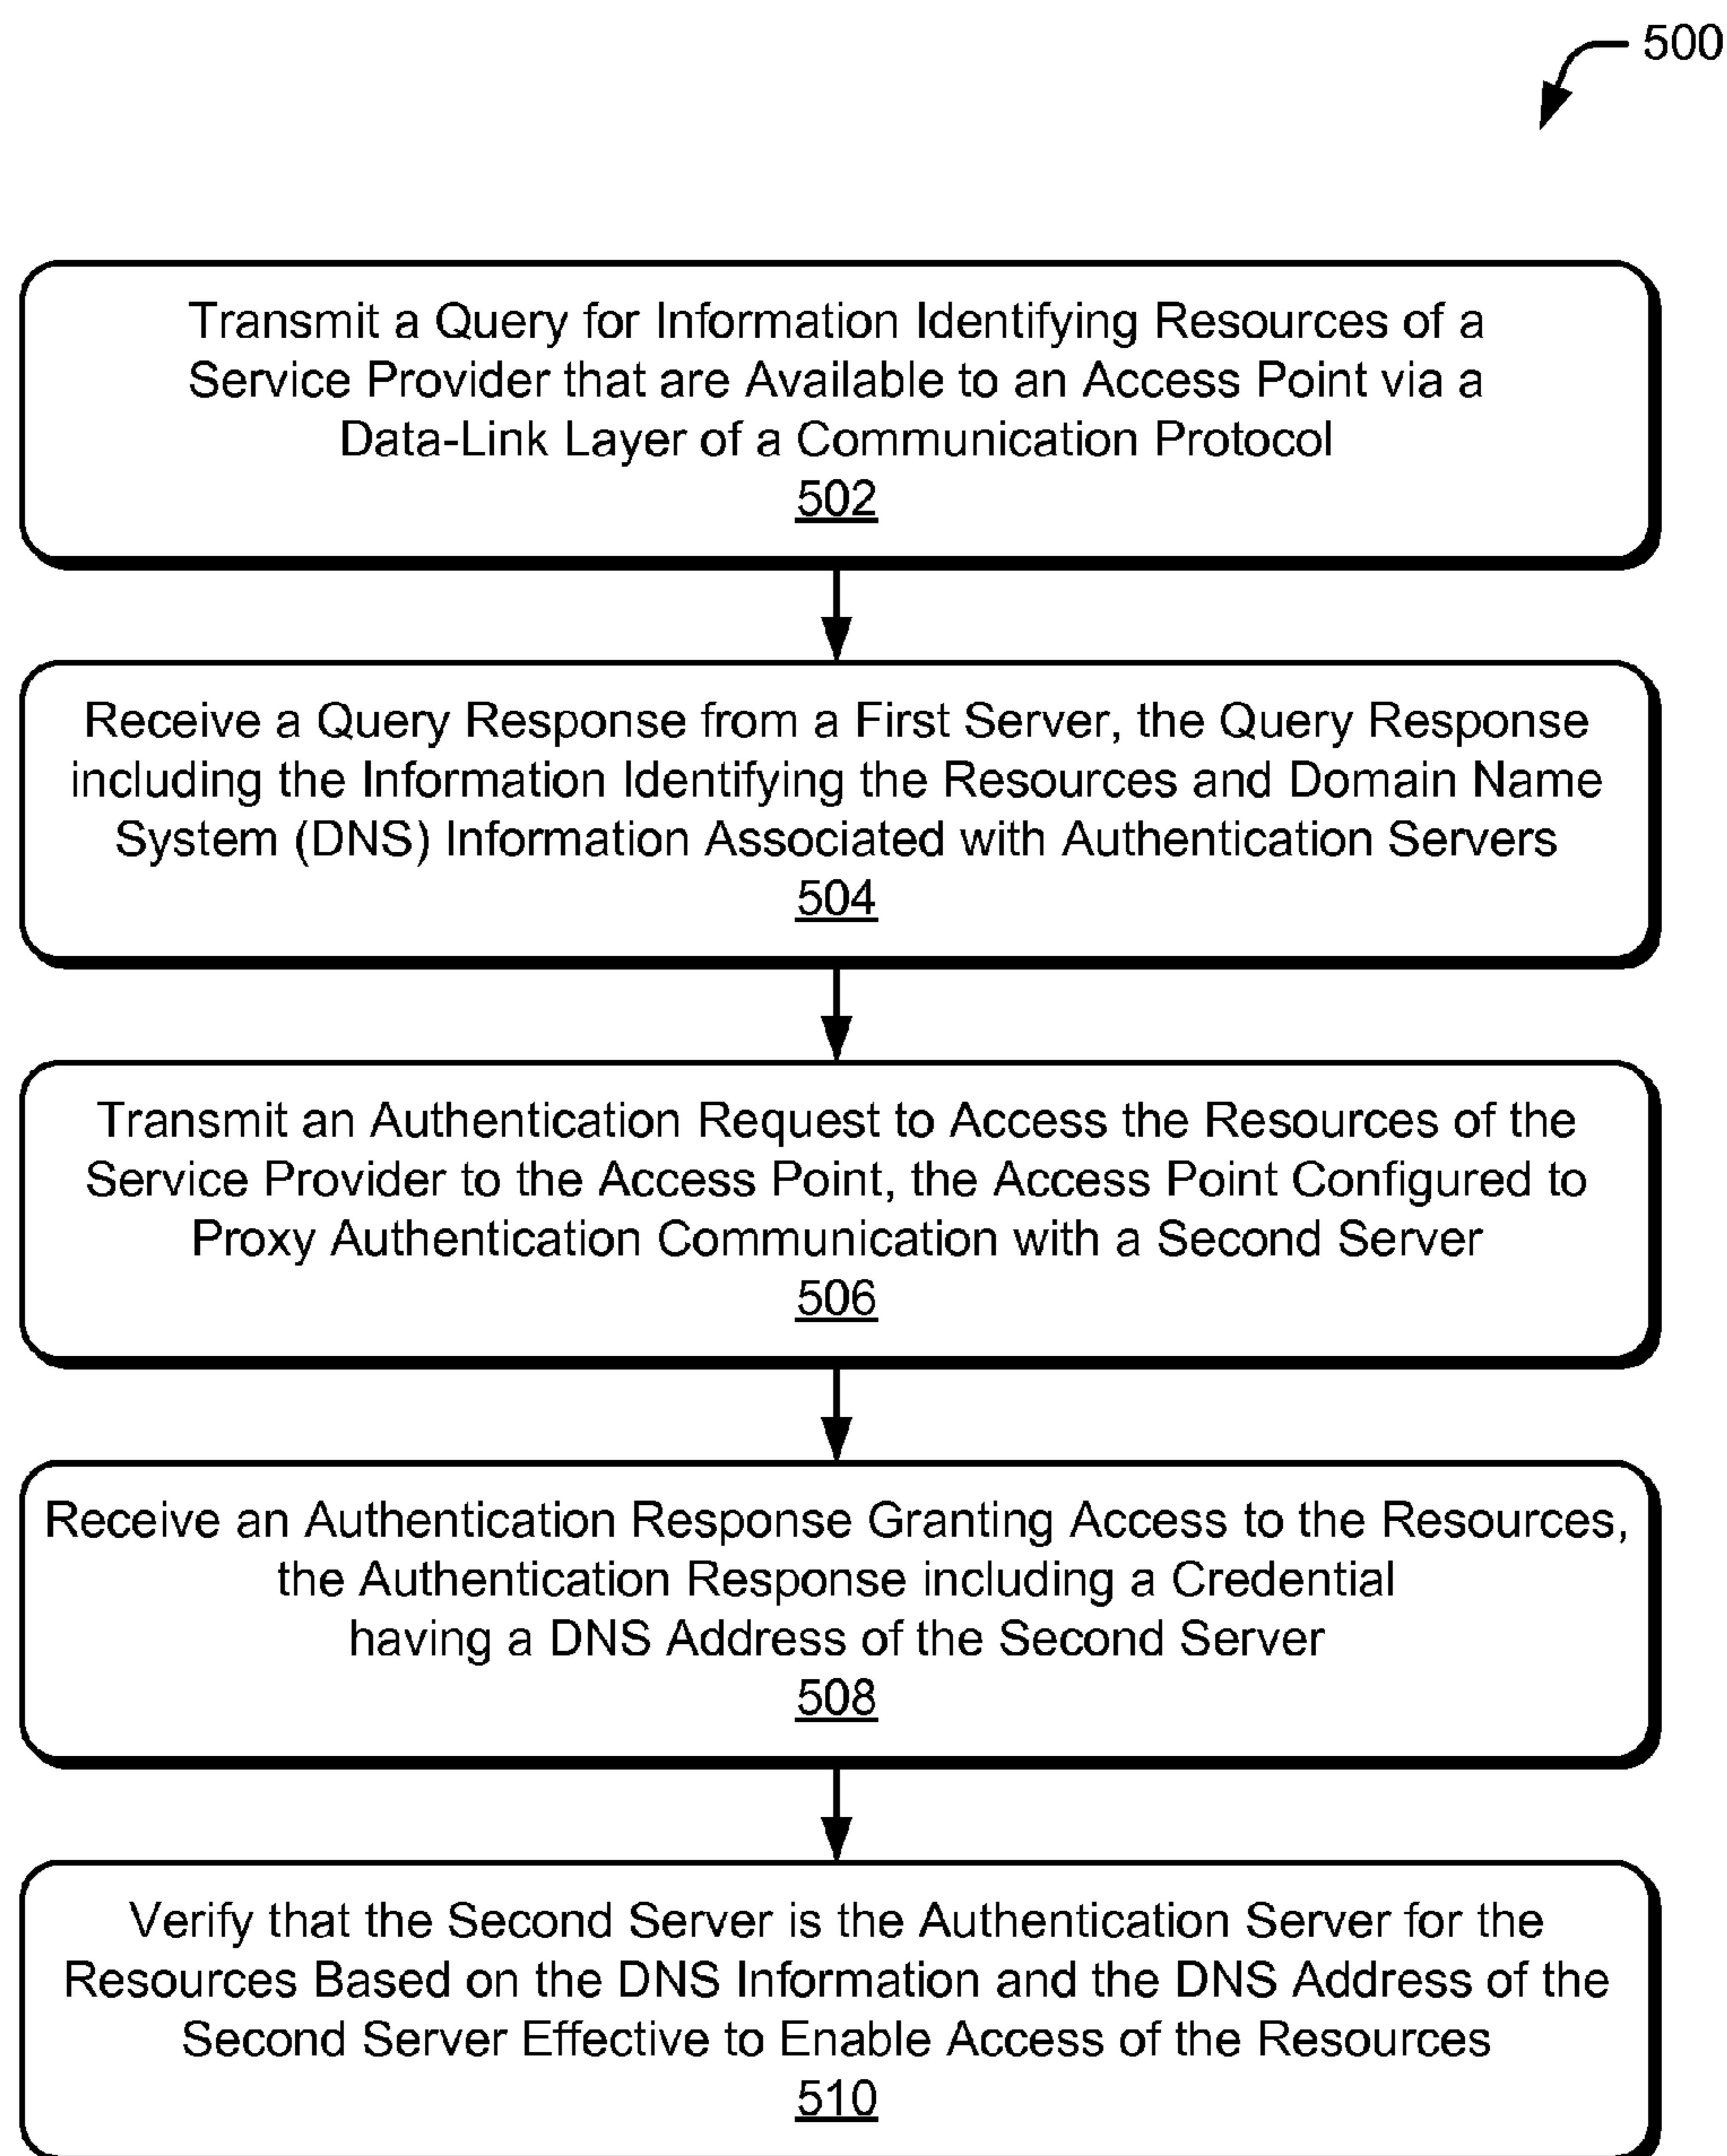 500
Transmit a Query for Information Identifying Resources of a
Service Provider that are Available to an Access Point via a
Data-Link Layer of a Communication Protocol
502
Receive a Query Response from a First Server, the Query Response
including the Information Identifying the Resources and Domain Name
System (DNS) Information Associated with Authentication Servers
504
Transmit an Authentication Request to Access the Resources of the
Service Provider to the Access Point, the Access Point Configured to
Proxy Authentication Communication with a Second Server
506
Receive an Authentication Response Granting Access to the Resources,
the Authentication Response including a Credential
having a DNS Address of the Second Server
508
Verify that the Second Server is the Authentication Server for the
Resources Based on the DNS Information and the DNS Address of the
Second Server Effective to Enable Access of the Resources
510